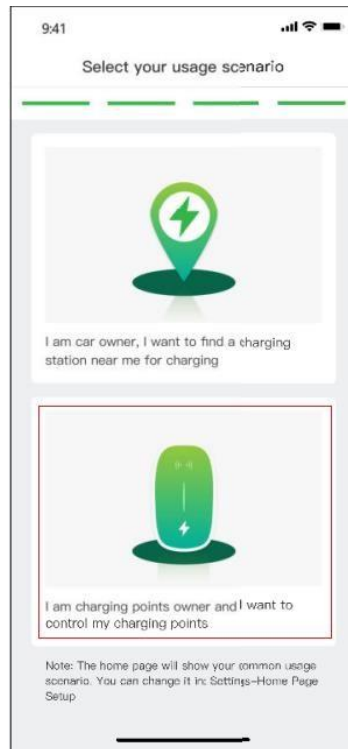 9:41
Select your usage scenario
I am car owner, I want to find a charging
station near me for charging
I am charging points owner and I want to
control my charging points
Note: The home page will show your common usage
scenario. You can change it in: Settings-Home Page
Setup